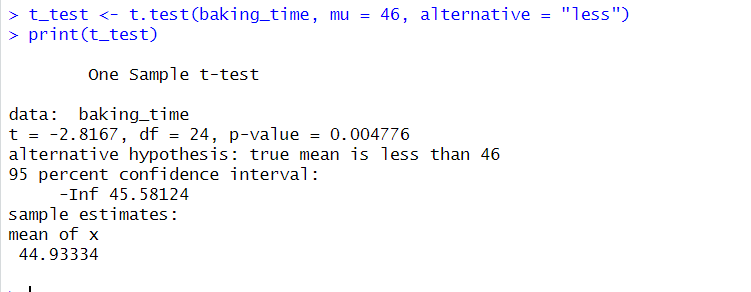 > t_test <- t.test(baking_time, mu = 46, alternative = "less")
> print(t_test)
One Sample t-test
data:  baking_time
t = -2.8167, df = 24, p-value = 0.004776
alternative hypothesis: true mean is less than 46
95 percent confidence interval:
-Inf 45.58124
sample estimates:
mean of x
44.93334
>